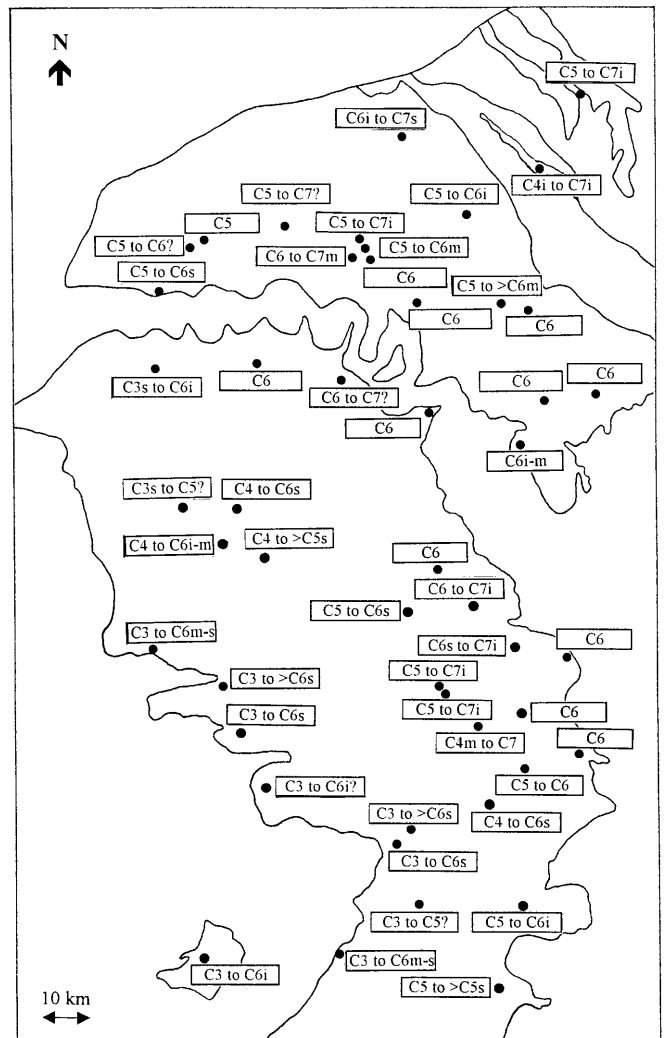 N
C5 to C7i
C6i to C7s
C4i to C7i
C5 to C7?
C5 to C6i
C5
C5 to C7i
C5 to C6?
C6 to C7m
C5 to C6m
C5 to C6s
C6
C5 to >C6m
C6
C6
C3s to C6i
C6
C6 to C7?
C6
C6
C6
C6i-m
C3s to C5?
C4 to C6s
C4 to C6i-m
C4 to >C5s
C6
C6 to C7i
C5 to C6s
C3 to C6m-s
C6s to C7i
C6
C3 to >C6s
C5 to C7i
C5 to C7i
C6
C3 to C6s
C4m to C7
C6
C5 to C6
C3 to C6i?
C4 to C6s
C3 to >C6s
C3 to C6s
C3 to C5?
C5 to C6i
C3 to C6i
C3 to C6m-s
C5 to >C5s
10 km